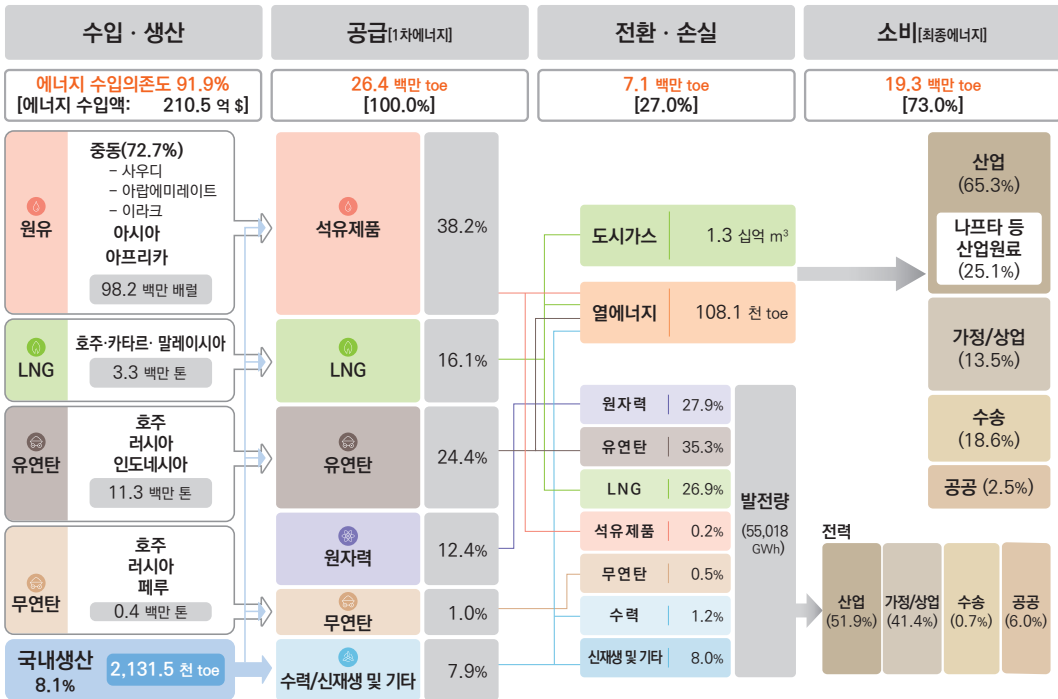 수입 · 생산
공급[1차에너지]
전환 · 손실
소비[최종에너지]
에너지 수입의존도 91.9%
[에너지 수입액: 210.5 억 $]
26.4 백만 toe
[100.0%]
7.1 백만 toe
[27.0%]
19.3 백만 toe
[73.0%]
원유
중동(72.7%)
– 사우디
– 아랍에미레이트
– 이라크
아시아
아프리카
98.2 백만 배럴
LNG
호주·카타르· 말레이시아
3.3 백만 톤
유연탄
호주
러시아
인도네시아
11.3 백만 톤
무연탄
호주
러시아
페루
0.4 백만 톤
국내생산
8.1%
2,131.5 천 toe
석유제품
38.2%
LNG
16.1%
유연탄
24.4%
원자력
12.4%
무연탄
1.0%
수력/신재생 및 기타
7.9%
도시가스
1.3 십억 m³
열에너지
108.1 천 toe
원자력
27.9%
유연탄
35.3%
LNG
26.9%
석유제품
0.2%
무연탄
0.5%
수력
1.2%
신재생 및 기타
8.0%
발전량
(55,018
GWh)
산업
(65.3%)
나프타 등
산업원료
(25.1%)
가정/상업
(13.5%)
수송
(18.6%)
공공 (2.5%)
전력
산업
(51.9%)
가정/상업
(41.4%)
수송
(0.7%)
공공
(6.0%)